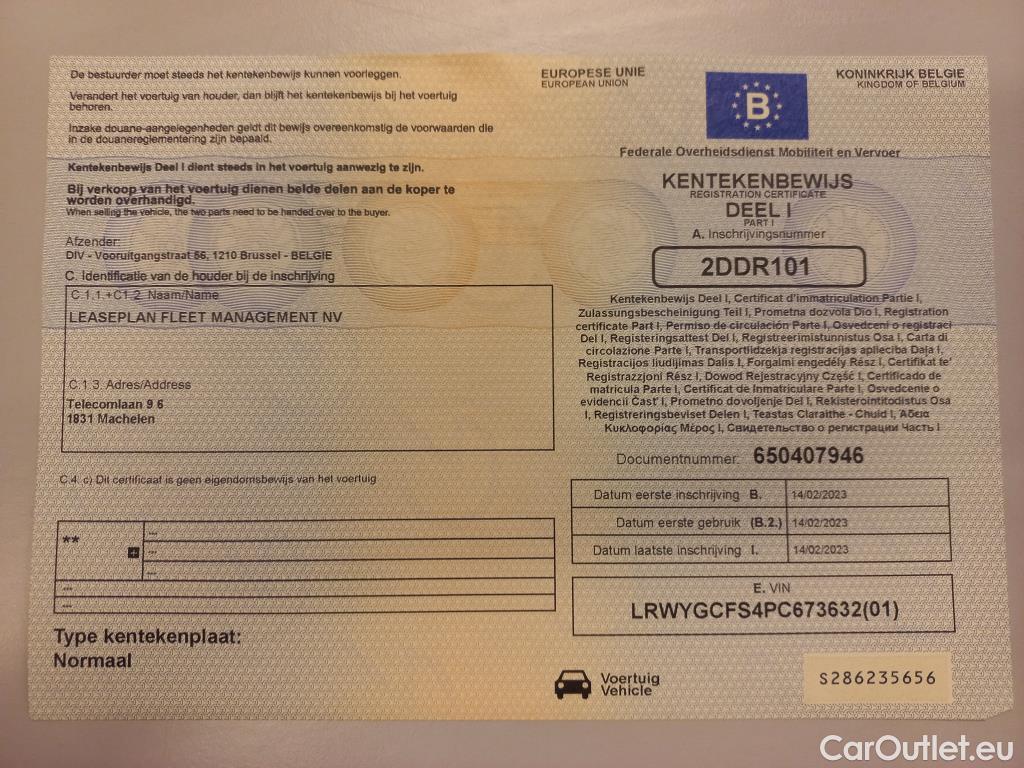 De bestuurder moet steeds het kentekenbewijs kunnen voorleggen.
Verandert het voertuig van houder, dan blijft het kentekenbewijs bij het voertuig
behoren.
Inzake douane-aangelegenheden geldt dit bewijs overeenkomstig de voorwaarden die
in de douanereglementering zijn bepaald.
Kentekenbewijs Deel I dient steeds in het voertuig aanwezig te zijn.
Bij verkoop van het voertuig dienen beide delen aan de koper te
worden overhandigd.
When selling the vehicle, the two parts need to be handed over to the buyer.
Afzender:
DIV - Vooruitgangstraat 56, 1210 Brussel - BELGIE
C. Identificatie van de houder bij de inschrijving
C.1.1.+C1.2. Naam/Name
LEASEPLAN FLEET MANAGEMENT NV
C.1.3. Adres/Address
Telecomlaan 9 6
1831 Machelen
C.4. c) Dit certificaat is geen eigendomsbewijs van het voertuig
**
---
---
---
---
---
Type kentekenplaat:
Normaal
EUROPESE UNIE
EUROPEAN UNION
B
KONINKRIJK BELGIE
KINGDOM OF BELGIUM
Federale Overheidsdienst Mobiliteit en Vervoer
KENTEKENBEWIJS
REGISTRATION CERTIFICATE
DEEL I
PART I
A. Inschrijvingsnummer
2DDR101
Kentekenbewijs Deel I, Certificat d'immatriculation Partie I,
Zulassungsbescheinigung Teil I, Prometna dozvola Dio I, Registration
certificate Part I, Permiso de circulación Parte I, Osvedceni o registraci
Del I, Registeringsattest Del I, Registreerimistunnistus Osa I, Carta di
circolazione Parte I, Transportlidzekja registracijas aplieciba Daja I,
Registracijos liudijimas Dalis I, Forgalmi engedély Rész I, Certifikat te'
Registrazzjoni Rész I, Dowod Rejestracyjny Część I, Certificado de
matricula Parte I, Certificat de Inmatriculare Parte I, Osvedcenie o
evidencii Časť I, Prometno dovoljenje Del I, Rekisterointitodistus Osa
I, Registreringsbeviset Delen I, Teastas Claraithe - Chuid I, Άδεια
Κυκλοφορίας Μέρος I, Свидетелство о регистрации Часть I
Documentnummer: 650407946
Datum eerste inschrijving B. 14/02/2023
Datum eerste gebruik (B.2.) 14/02/2023
Datum laatste inschrijving I. 14/02/2023
E. VIN
LRWYGCFS4PC673632(01)
Voertuig
Vehicle
S286235656
CarOutlet.eu